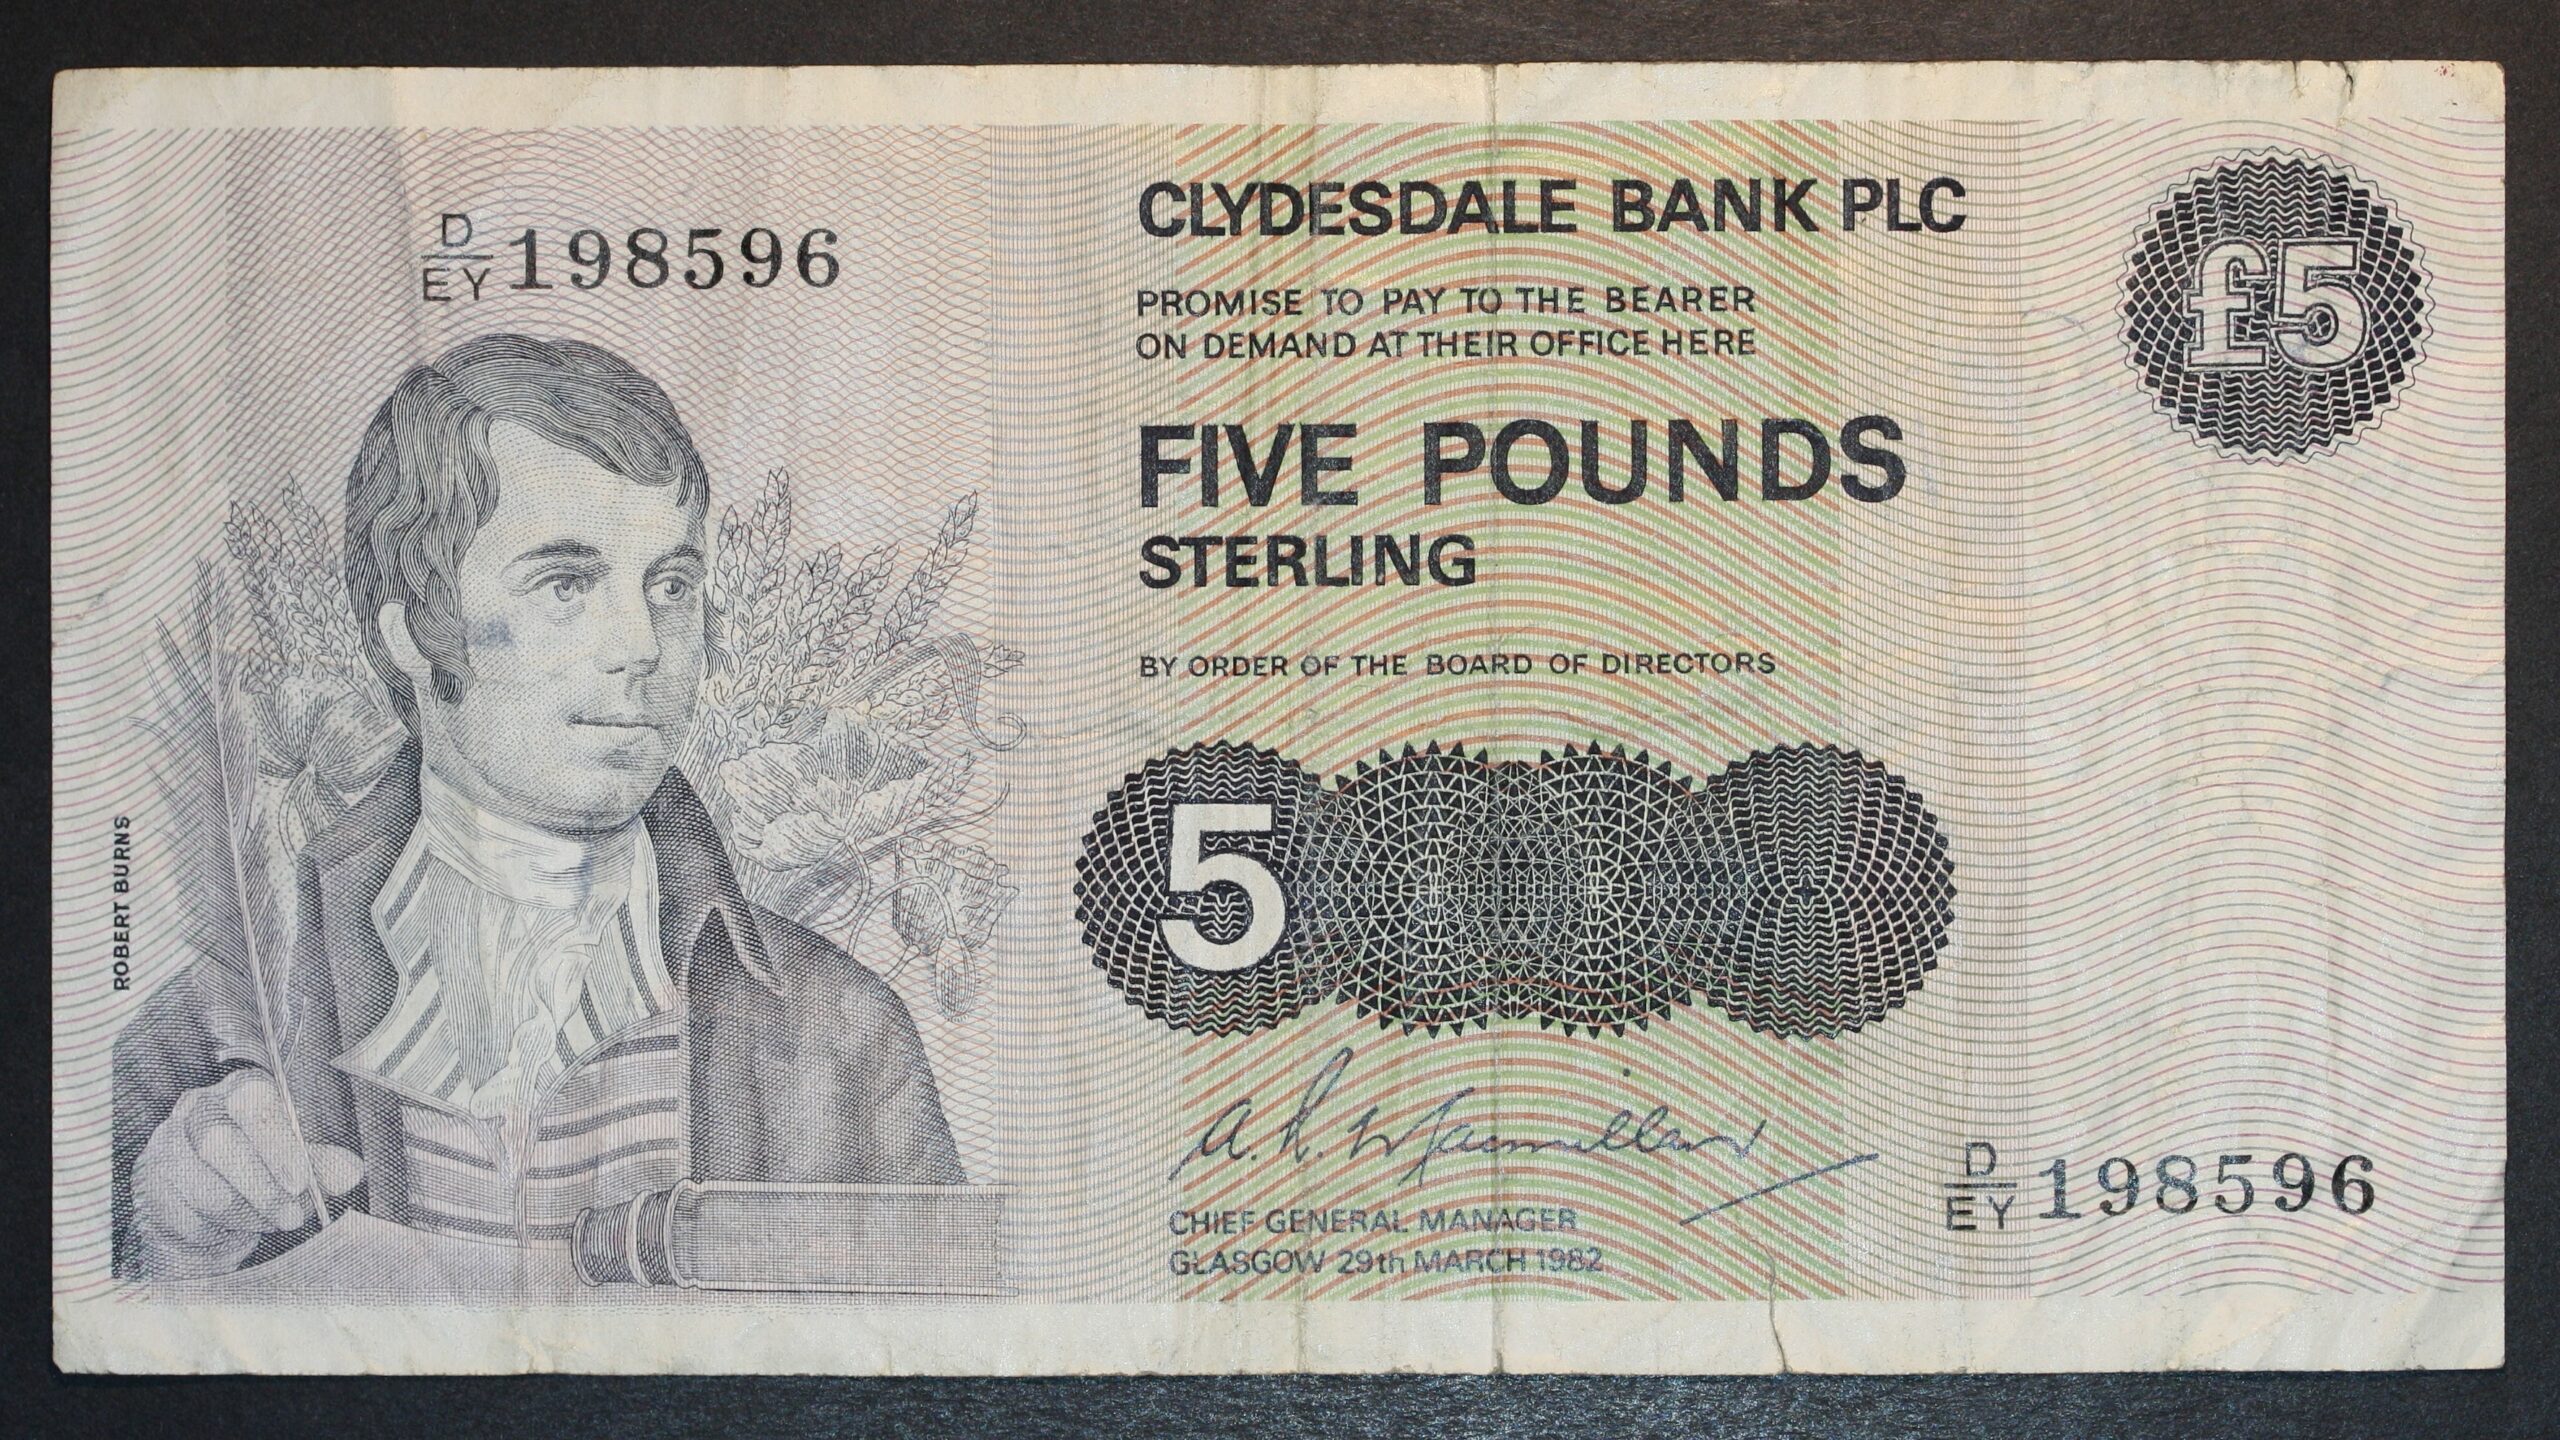 D
EY 198596
CLYDESDALE BANK PLC
PROMISE TO PAY TO THE BEARER
ON DEMAND AT THEIR OFFICE HERE
£5
FIVE POUNDS
STERLING
BY ORDER OF THE BOARD OF DIRECTORS
ROBERT BURNS
5
A. R. Macmillan
CHIEF GENERAL MANAGER
GLASGOW 29th MARCH 1982
D
EY 198596